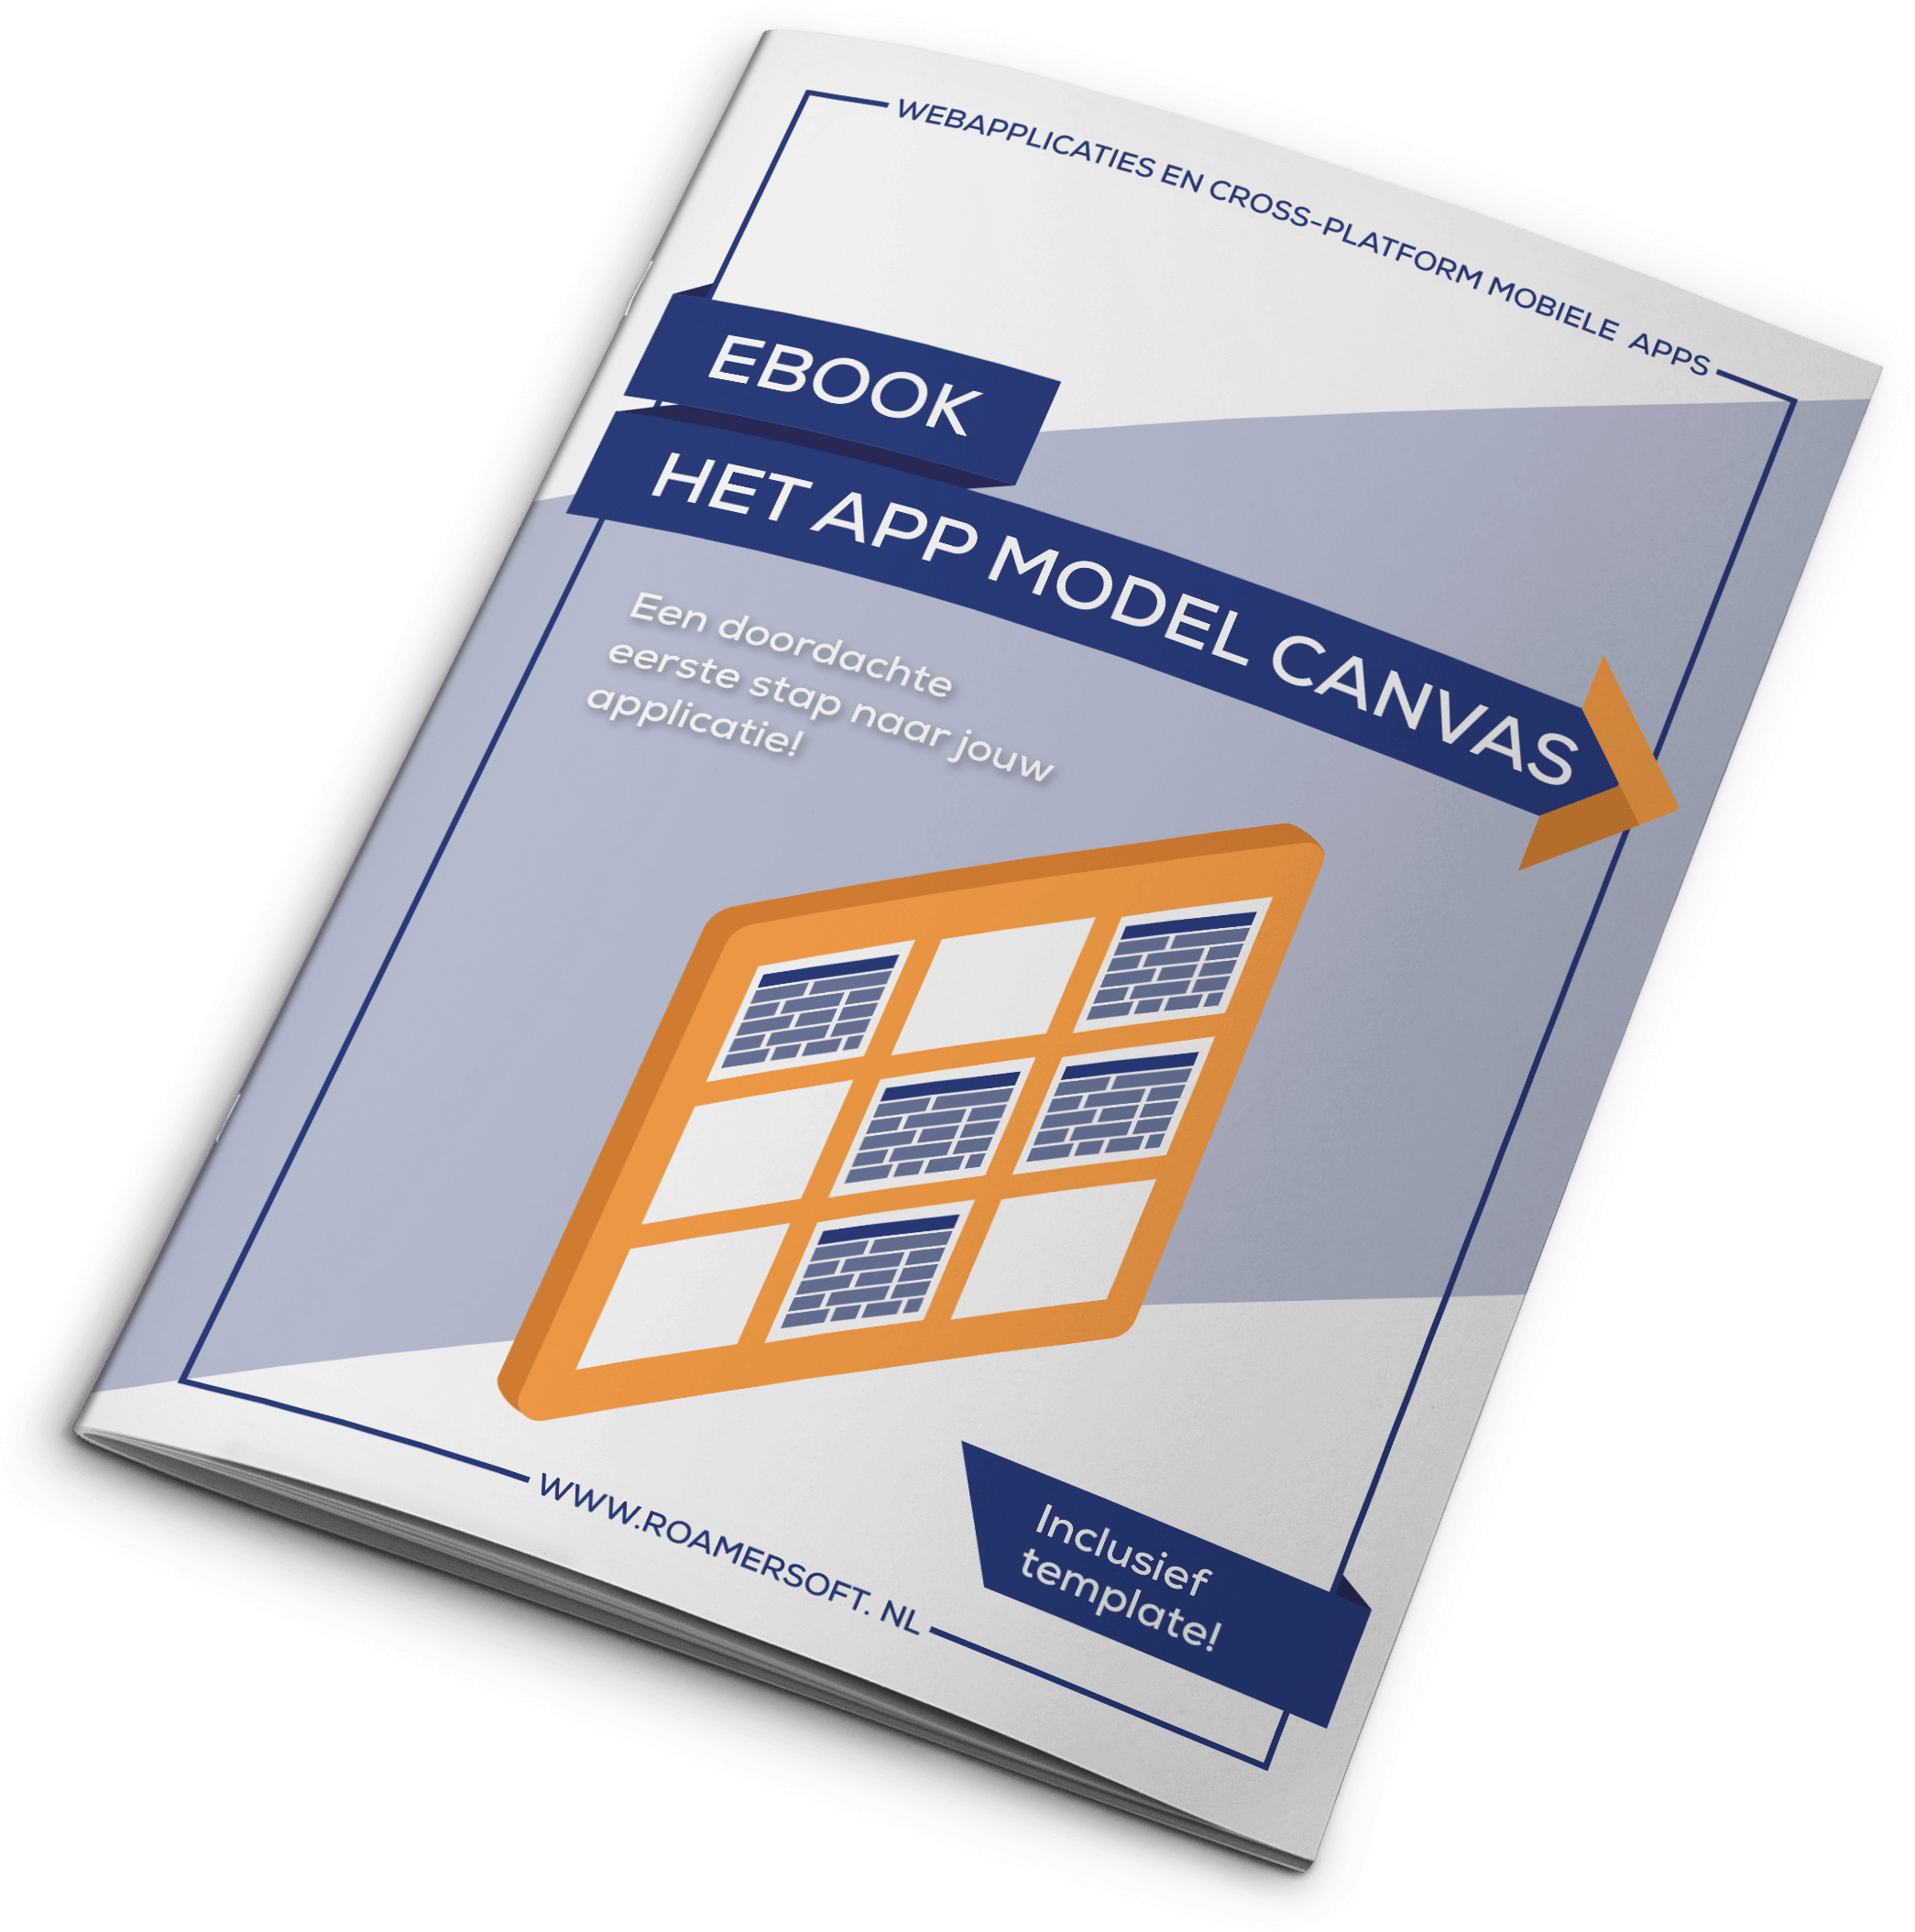 WEBAPPLICATIES EN CROSS-PLATFORM MOBIELE APPS
EBOOK
HET APP MODEL CANVAS
Een doordachte
eerste stap naar jouw
applicatie!
WWW.ROAMERSOFT. NL
Inclusief
template!